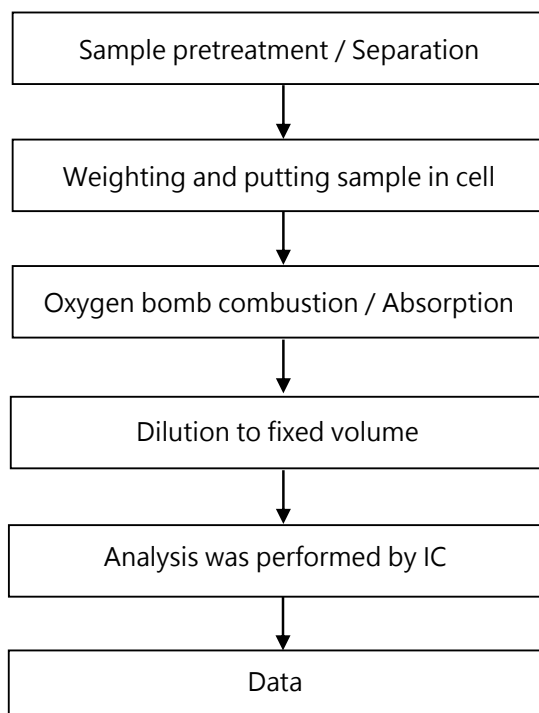 Sample pretreatment / Separation
Weighting and putting sample in cell
Oxygen bomb combustion / Absorption
Dilution to fixed volume
Analysis was performed by IC
Data